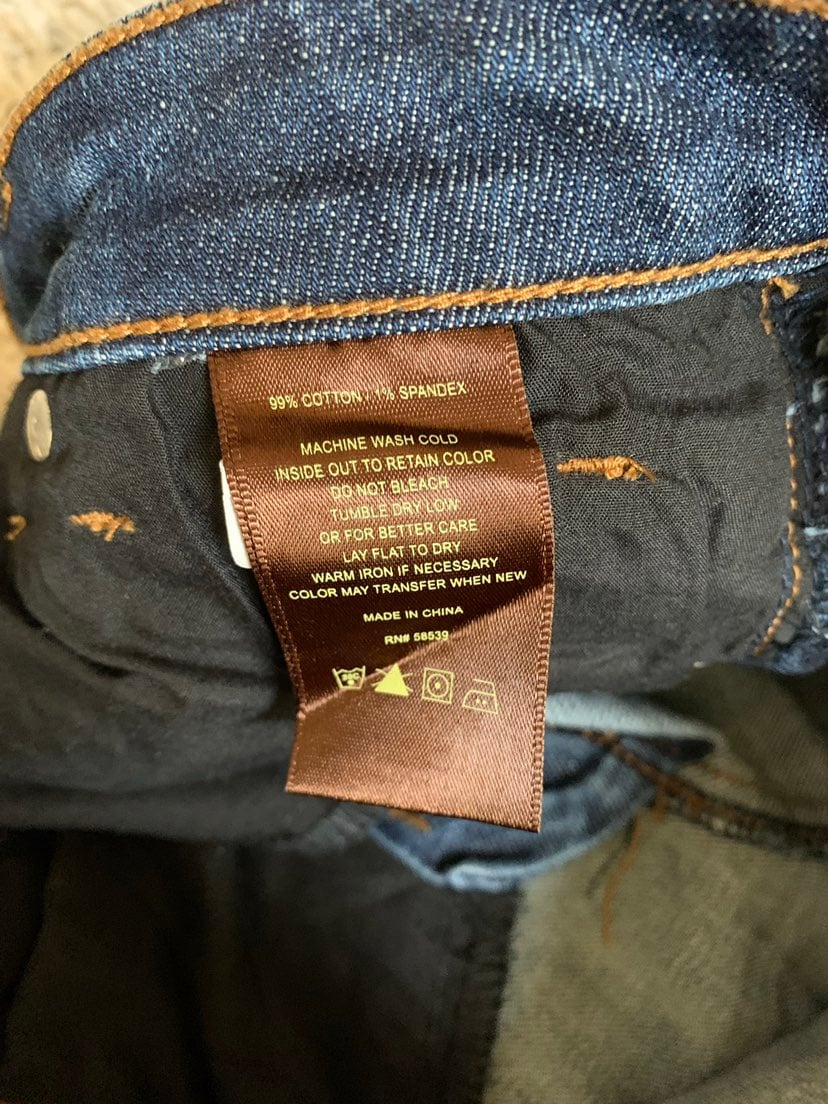 99% COTTON / 1% SPANDEX
MACHINE WASH COLD
INSIDE OUT TO RETAIN COLOR
DO NOT BLEACH
TUMBLE DRY LOW
OR FOR BETTER CARE
LAY FLAT TO DRY
WARM IRON IF NECESSARY
COLOR MAY TRANSFER WHEN NEW
MADE IN CHINA
RN# 58539